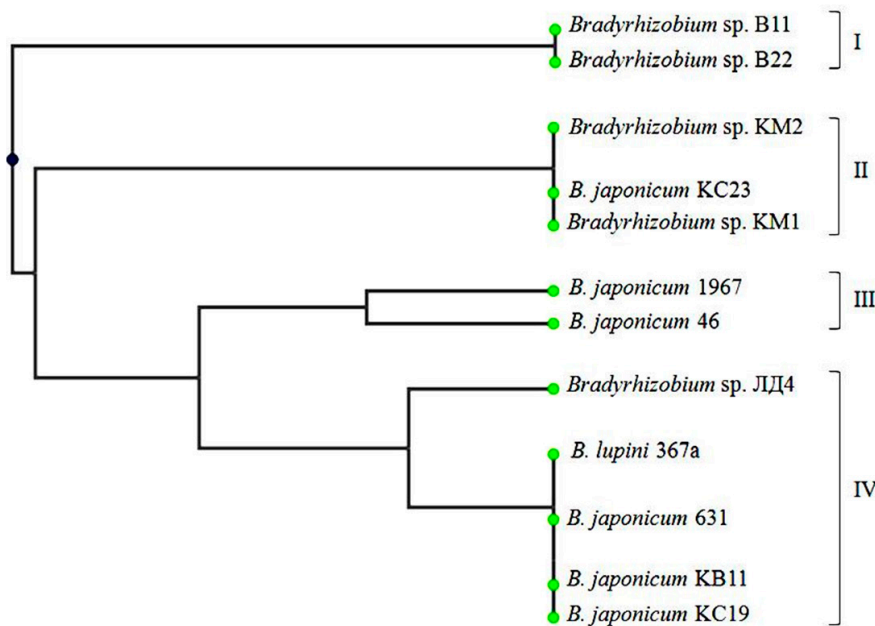 Bradyrhizobium sp. B11
I
Bradyrhizobium sp. B22
Bradyrhizobium sp. KM2
II
B. japonicum KC23
Bradyrhizobium sp. KM1
B. japonicum 1967
III
B. japonicum 46
Bradyrhizobium sp. ЛД4
B. lupini 367a
IV
B. japonicum 631
B. japonicum KB11
B. japonicum KC19